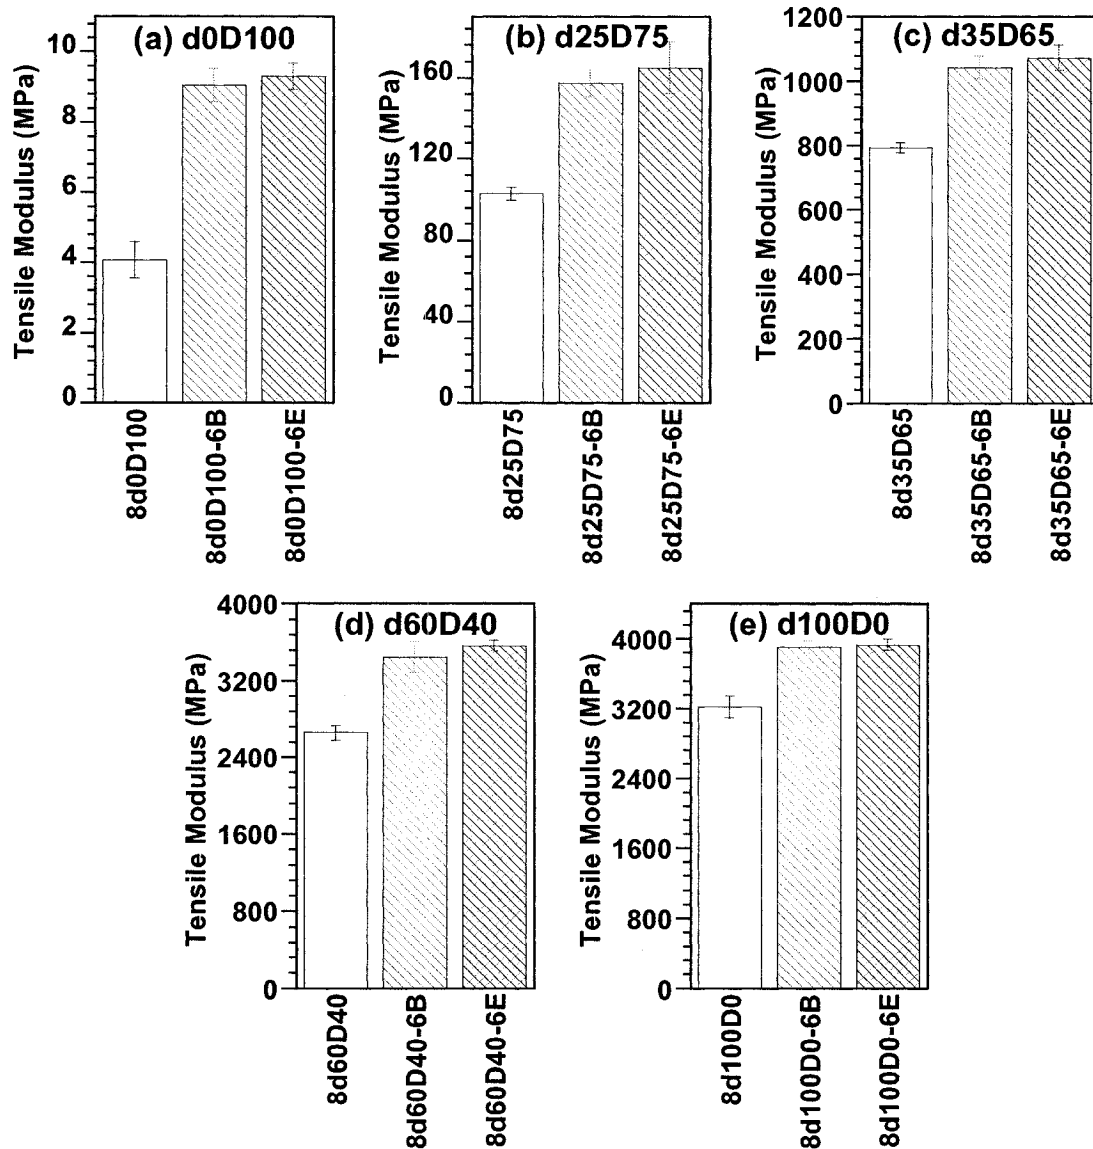 (a) d0D100
Tensile Modulus (MPa)
10
8
6
4
2
0
8d0D100
8d0D100-6B
8d0D100-6E
(b) d25D75
Tensile Modulus (MPa)
160
120
80
40
0
8d25D75
8d25D75-6B
8d25D75-6E
(c) d35D65
Tensile Modulus (MPa)
1200
1000
800
600
400
200
0
8d35D65
8d35D65-6B
8d35D65-6E
(d) d60D40
Tensile Modulus (MPa)
4000
3200
2400
1600
800
0
8d60D40
8d60D40-6B
8d60D40-6E
(e) d100D0
Tensile Modulus (MPa)
4000
3200
2400
1600
800
0
8d100D0
8d100D0-6B
8d100D0-6E